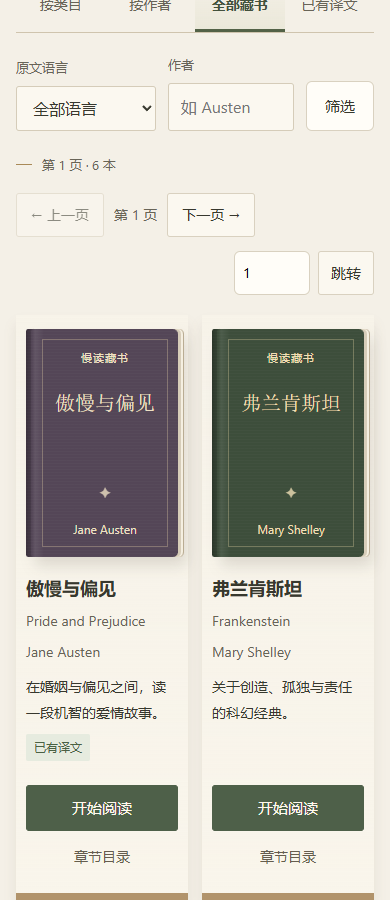 按类目
按作者
全部藏书
已有译文
原文语言
作者
全部语言
如 Austen
筛选
— 第 1 页 · 6 本
← 上一页
第 1 页
下一页 →
1
跳转
慢读藏书
傲慢与偏见
✦
Jane Austen
慢读藏书
弗兰肯斯坦
✦
Mary Shelley
傲慢与偏见
Pride and Prejudice
Jane Austen
在婚姻与偏见之间，读
一段机智的爱情故事。
已有译文
开始阅读
章节目录
弗兰肯斯坦
Frankenstein
Mary Shelley
关于创造、孤独与责任
的科幻经典。
开始阅读
章节目录